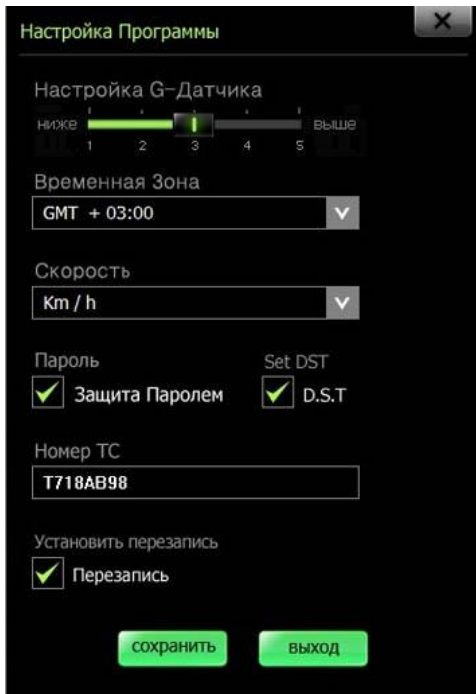 Настройка Программы
Настройка G-Датчика
ниже выше
1 2 3 4 5
Временная Зона
GMT + 03:00
Скорость
Km / h
Пароль Set DST
Защита Паролем D.S.T
Номер ТС
T718AB98
Установить перезапись
Перезапись
сохранить выход